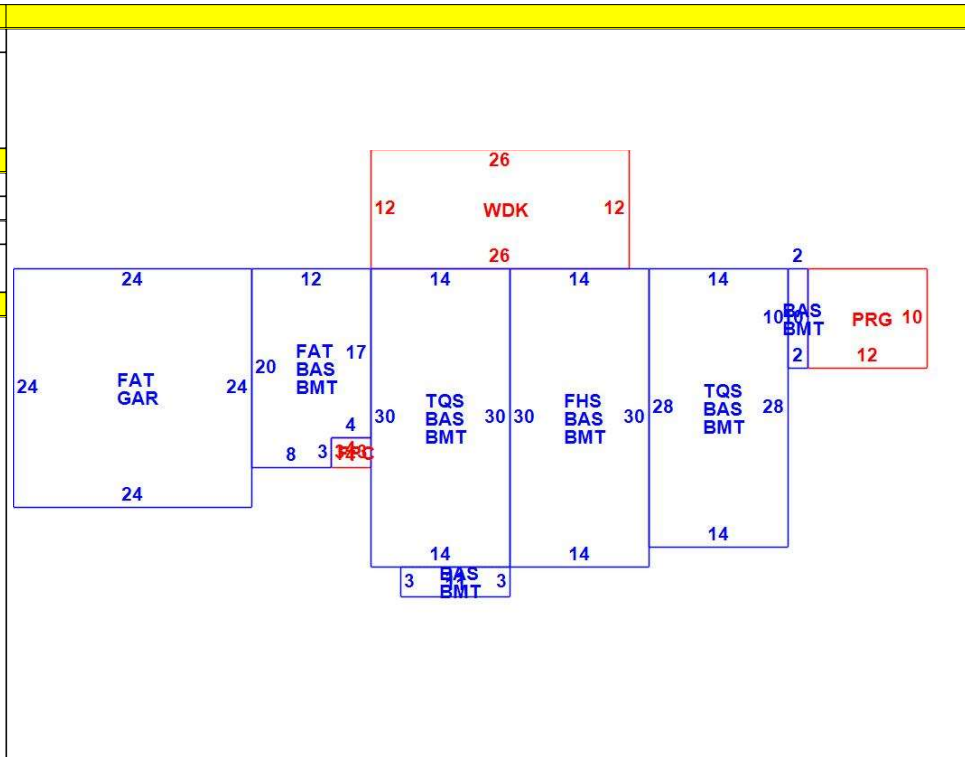 26
12 WDK 12
26
2
24 12 14 14 14
10 10 BAS BMT PRG 10
2 12
24 FAT GAR 24
20 FAT BAS BMT 17
30 TQS BAS BMT 30
30 FHS BAS BMT 30
28 TQS BAS BMT 28
4
8 3
24
14 14 14
3 BAS 11 BMT 3